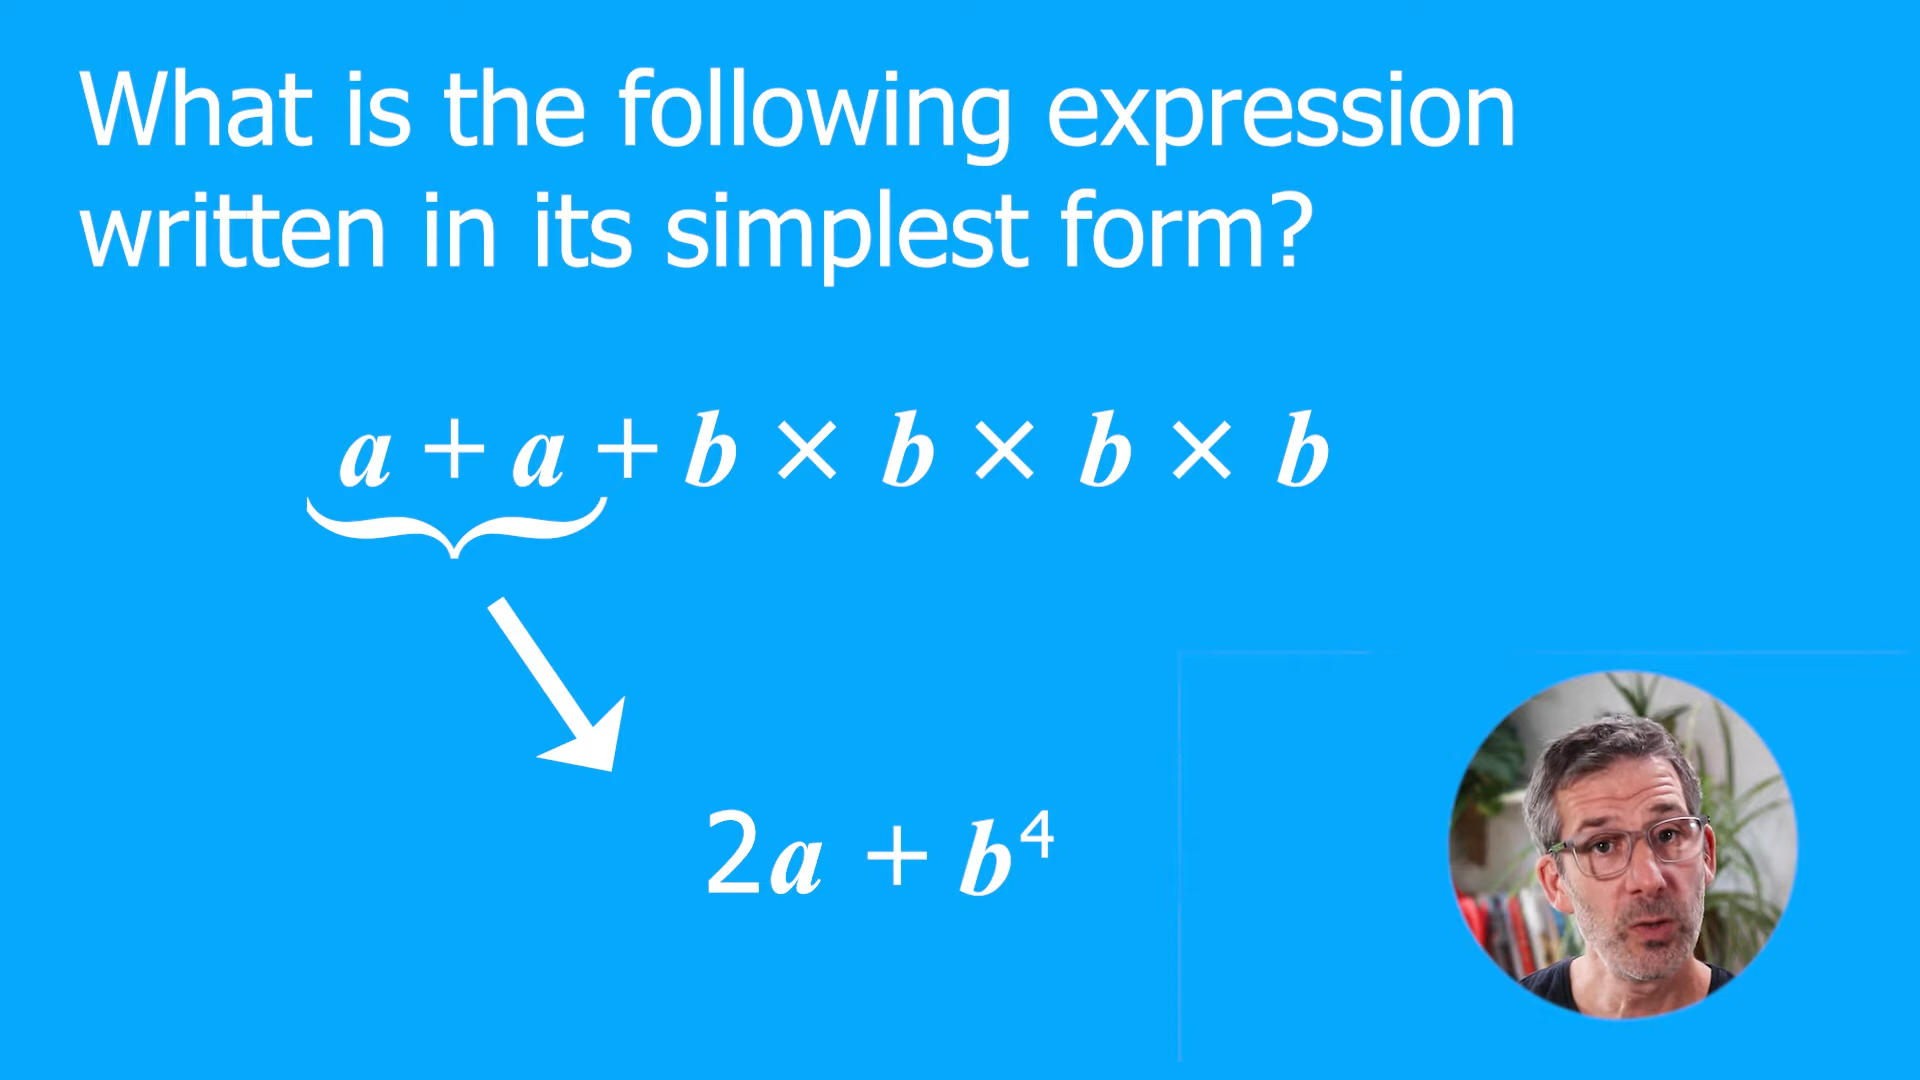 What is the following expression
written in its simplest form?
a + a + b × b × b × b
2a + b⁴